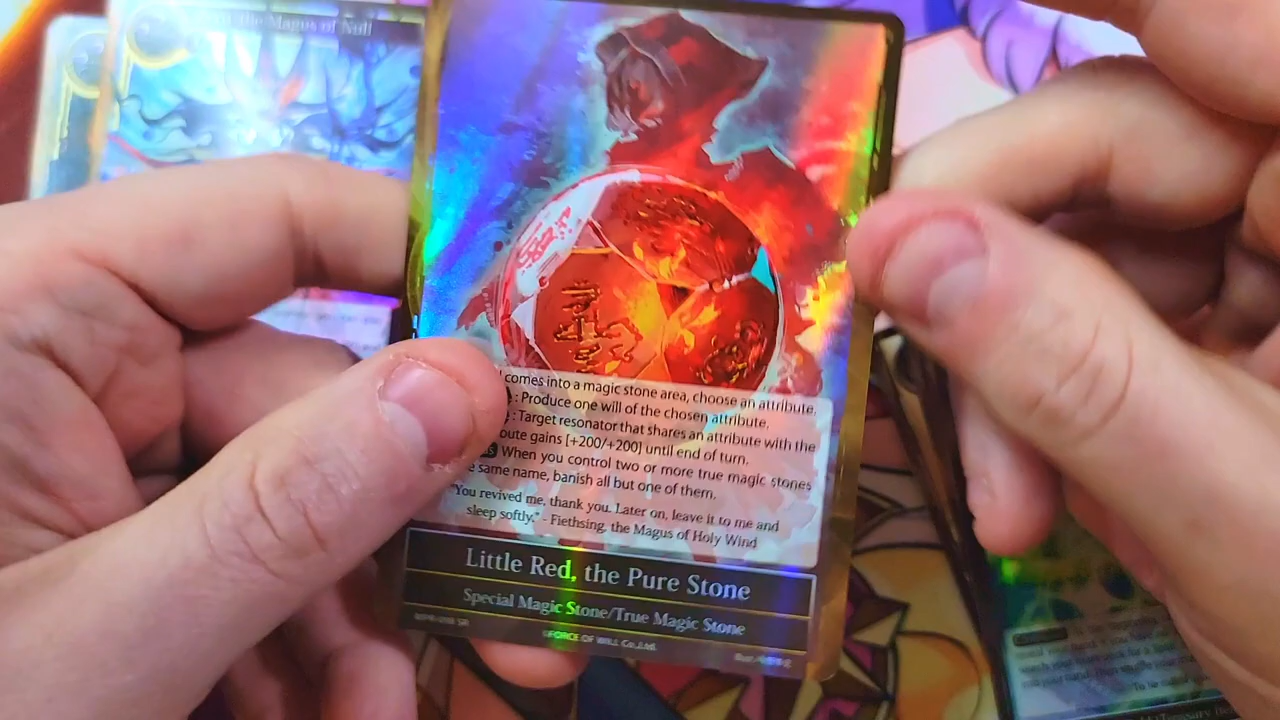 the Magus of Null
comes into a magic stone area, choose an attribute.
: Produce one will of the chosen attribute.
: Target resonator that shares an attribute with the
gains [+200/+200] until end of turn.
When you control two or more true magic stones
same name, banish all but one of them.
"You revived me, thank you. Later on, leave it to me and
sleep softly." - Fiethsing, the Magus of Holy Wind
Little Red, the Pure Stone
Special Magic Stone/True Magic Stone
SR
FORCE OF WILL Co.,Ltd.